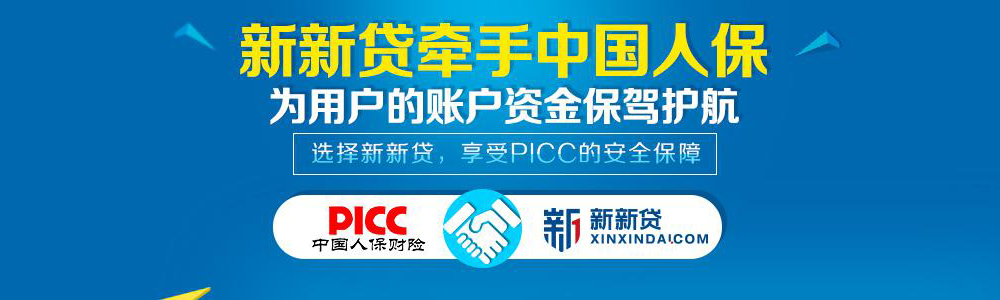 新新贷牵手中国人保
为用户的账户资金保驾护航
选择新新贷，享受PICC的安全保障
PICC
中国人保财险
新新贷
XINXINDAI.COM